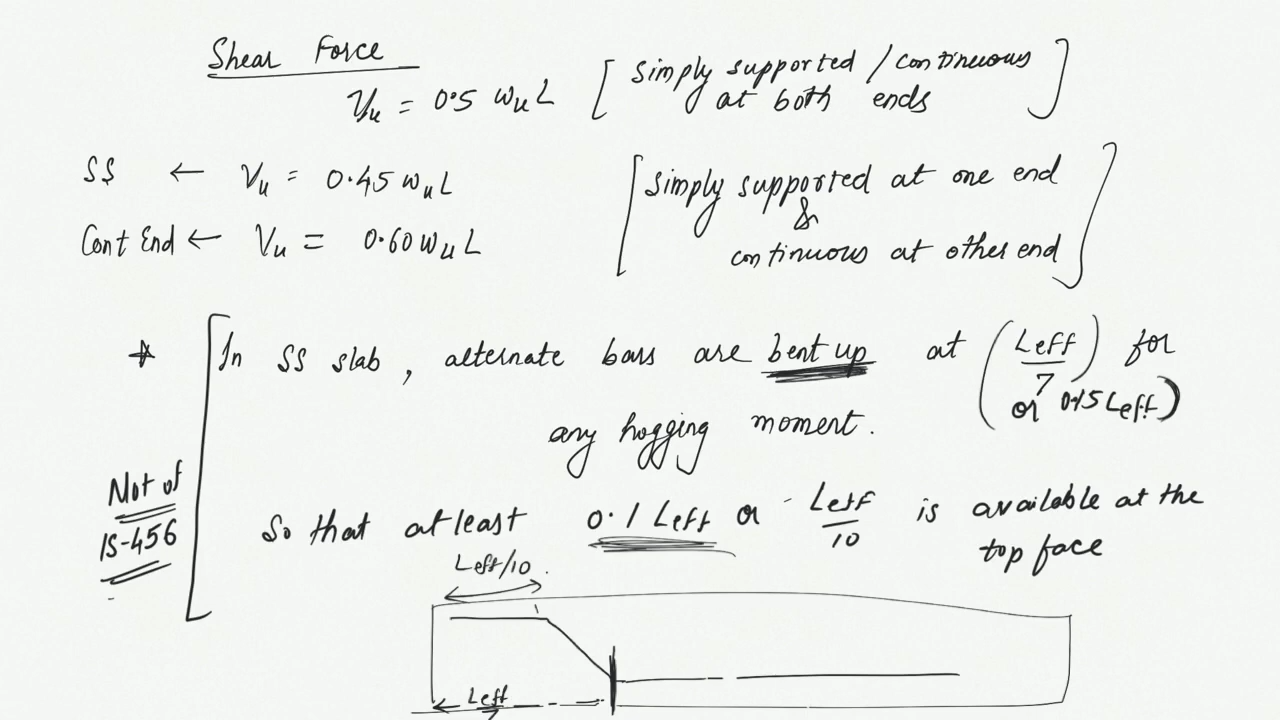 Shear Force
Vu = 0.5 wu L [ Simply supported / continuous
at both ends ]
SS ← Vu = 0.45 wu L [ Simply supported at one end
&
Cont End ← Vu = 0.60 wu L continuous at other end ]
* [ In SS slab, alternate bars are bent up at ( Leff/7 ) for
or 0.15 Leff )
any hogging moment.
Not of
IS-456
So that atleast 0.1 Leff or Leff/10 is available at the
top face
Leff/10.
Leff